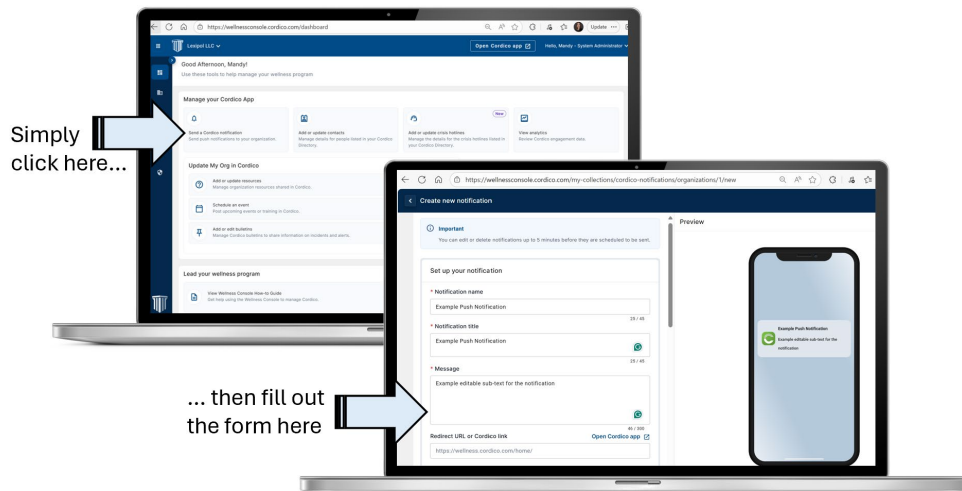 https://wellnessconsole.cordico.com/dashboard
Update
Lexipol LLC
Open Cordico app
Hello, Mandy - System Administrator
Good Afternoon, Mandy!
Use these tools to help manage your wellness program
Manage your Cordico App
New
Send a Cordico notification
Send push notifications to your organization.
Add or update contacts
Manage details for people listed in your Cordico
Directory.
Add or update crisis hotlines
Manage the details for the crisis hotlines listed in
your Cordico Directory.
View analytics
Review Cordico engagement data.
Simply
click here...
Update My Org in Cordico
Add or update resources
Manage organization resources shared in Cordico.
Schedule an event
Post upcoming events or training in Cordico.
Add or edit bulletins
Manage Cordico bulletins to share information on incidents and alerts.
Lead your wellness program
View Wellness Console How-to Guide
Get help using the Wellness Console to manage Cordico.
https://wellnessconsole.cordico.com/my-collections/cordico-notifications/organizations/1/new
Create new notification
Important
You can edit or delete notifications up to 5 minutes before they are scheduled to be sent.
Set up your notification
* Notification name
Example Push Notification
25 / 45
* Notification title
Example Push Notification
25 / 45
* Message
Example editable sub-text for the notification
46 / 300
Redirect URL or Cordico link
Open Cordico app
https://wellness.cordico.com/home/
Preview
Example Push Notification
Example editable sub-text for the
notification
... then fill out
the form here